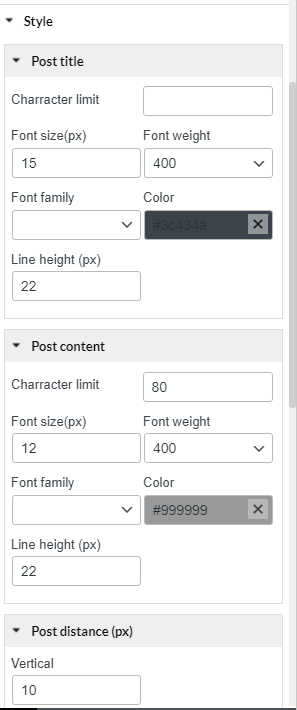 Style
Post title
Charracter limit
Font size(px) Font weight
15 400
Font family Color
#3c434a
Line height (px)
22
Post content
Charracter limit 80
Font size(px) Font weight
12 400
Font family Color
#999999
Line height (px)
22
Post distance (px)
Vertical
10